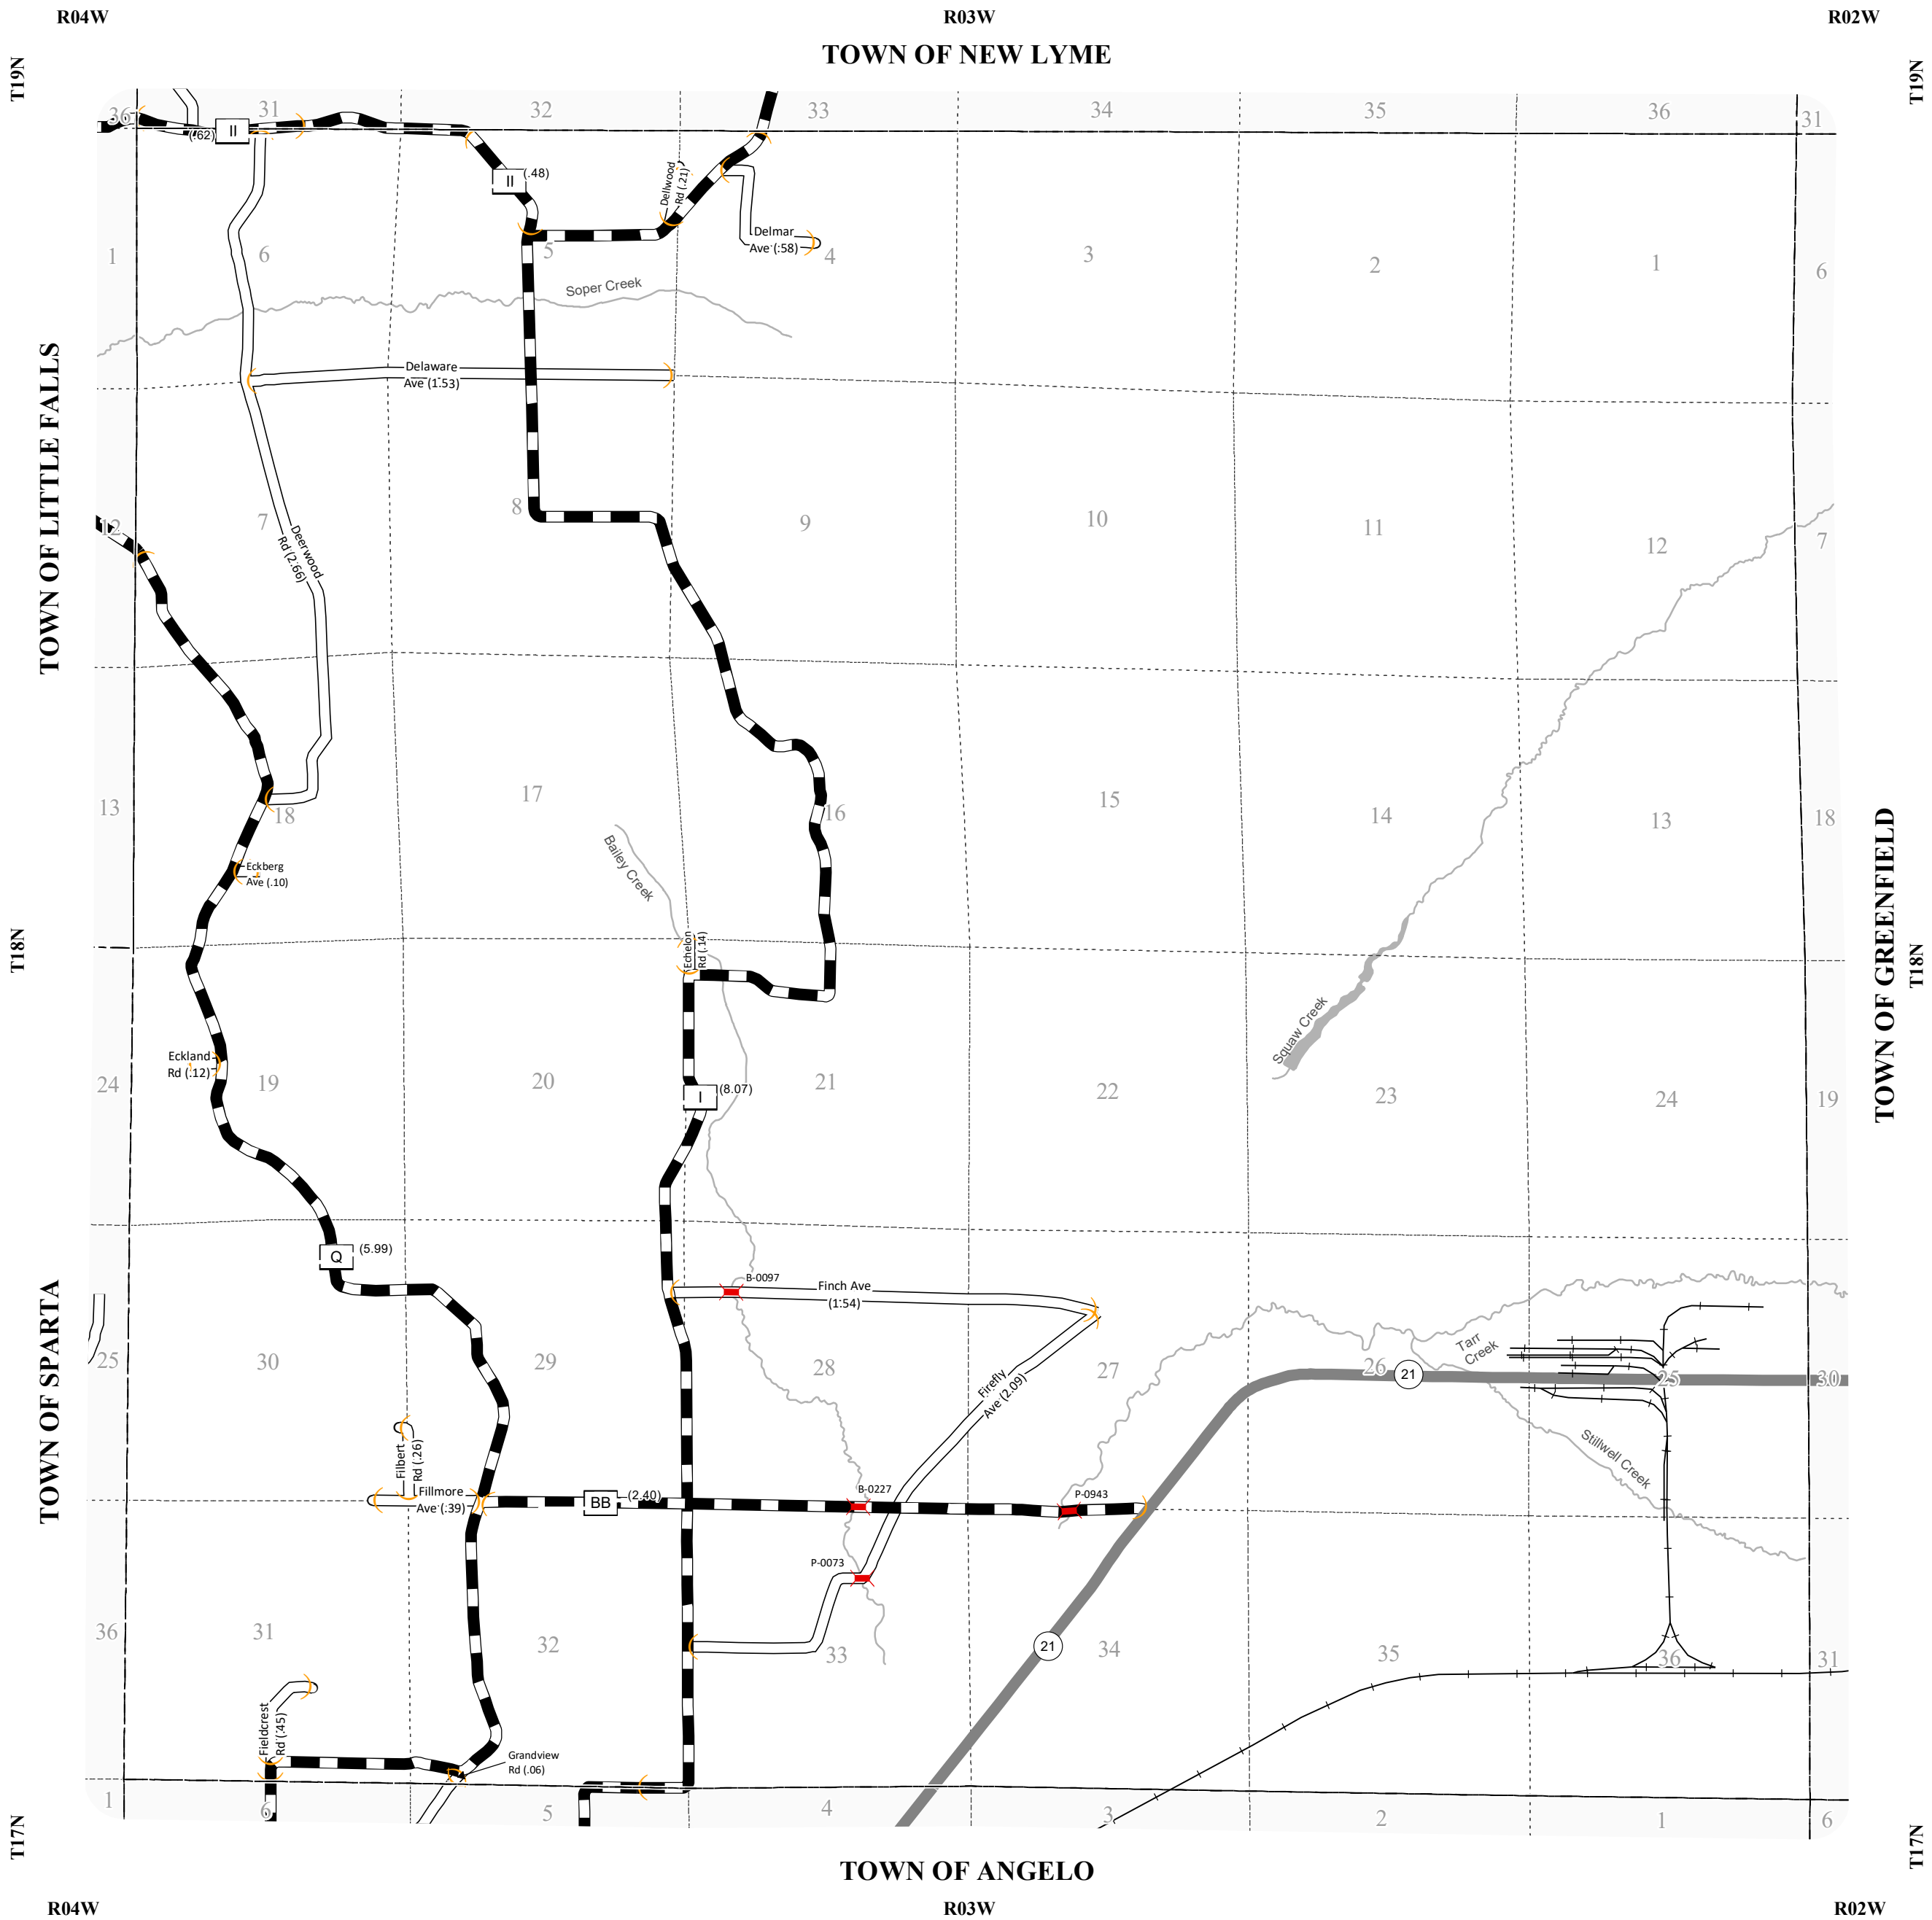 R04W R03W R02W
TOWN OF NEW LYME
T19N T19N
36 31 32 33 34 35 36 31
(.62) II
II (.48)
Dellwood
Rd (.21)
Delmar
Ave (.58)
1 6 5 4 3 2 1 6
Soper Creek
TOWN OF LITTLE FALLS
Delaware
Ave (1.53)
12 7 8 9 10 11 12 7
Deerwood
Rd (2.66)
13 18 17 16 15 14 13 18
Bailey Creek
Eckberg
Ave (.10)
TOWN OF GREENFIELD
T18N T18N
Echelon
Rd (.14)
Squaw Creek
Eckland
Rd (.12)
24 19 20 21 22 23 24 19
I (8.07)
Q (5.99)
B-0097
Finch Ave
(1.54)
TOWN OF SPARTA
Tarr
Creek
25 30 29 28 27 26 21 25 30
Firefly
Ave (2.09)
Filbert
Rd (.26)
Stillwell Creek
Fillmore
Ave (.39)
BB (2.40)
B-0227
P-0943
P-0073
36 31 32 33 21 34 35 36 31
Fieldcrest
Rd (.45)
Grandview
Rd (.06)
1 6 5 4 3 2 1 6
T17N T17N
TOWN OF ANGELO
R04W R03W R02W